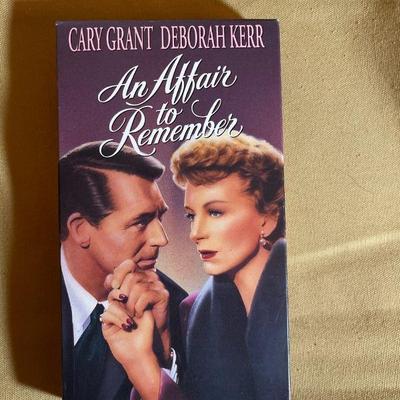 CARY GRANT DEBORAH KERR
An Affair
to
Remember